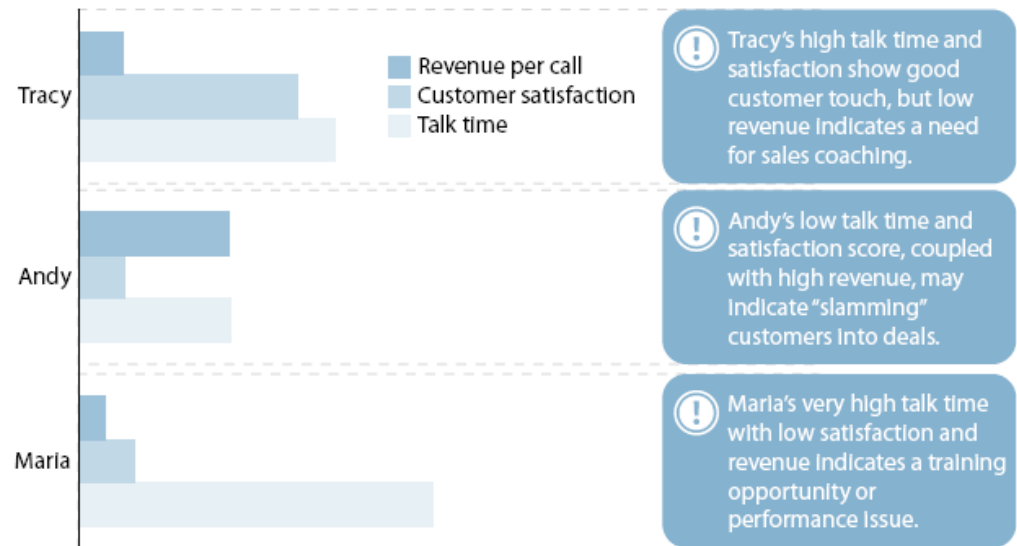 Tracy
Revenue per call
Customer satisfaction
Talk time
Tracy’s high talk time and
satisfaction show good
customer touch, but low
revenue indicates a need
for sales coaching.
Andy
Andy’s low talk time and
satisfaction score, coupled
with high revenue, may
indicate “slamming”
customers into deals.
Maria
Maria’s very high talk time
with low satisfaction and
revenue indicates a training
opportunity or
performance issue.